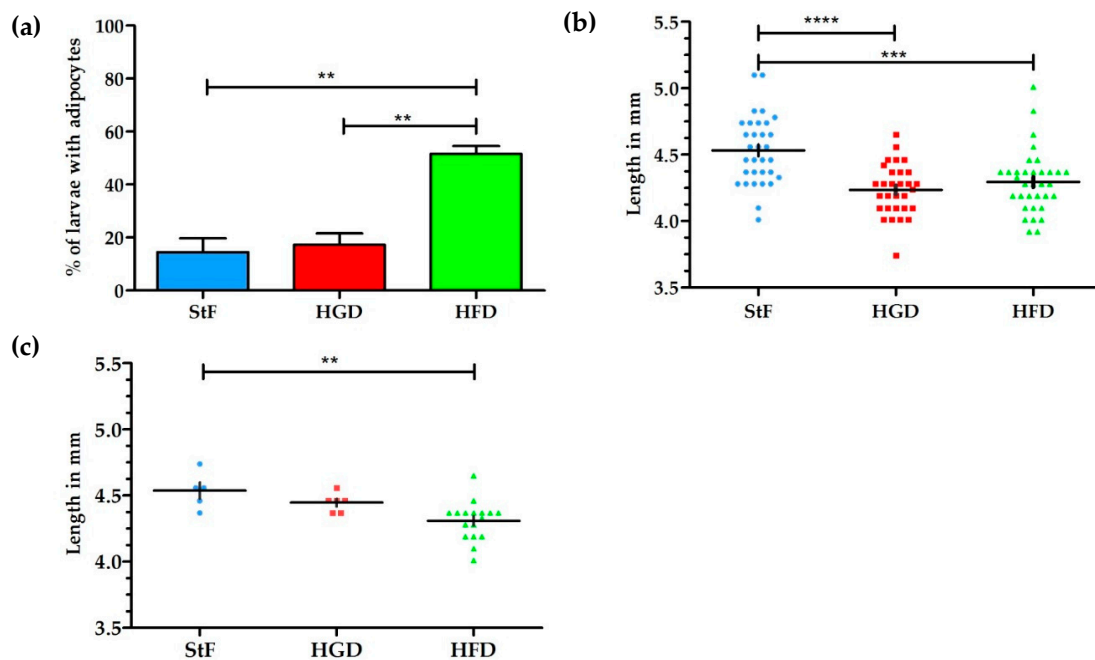 (a)
% of larvae with adipocytes
100
80
60
40
20
0
**
**
StF HGD HFD
(b)
Length in mm
5.5
5.0
4.5
4.0
3.5
****
***
StF HGD HFD
(c)
Length in mm
5.5
5.0
4.5
4.0
3.5
**
StF HGD HFD